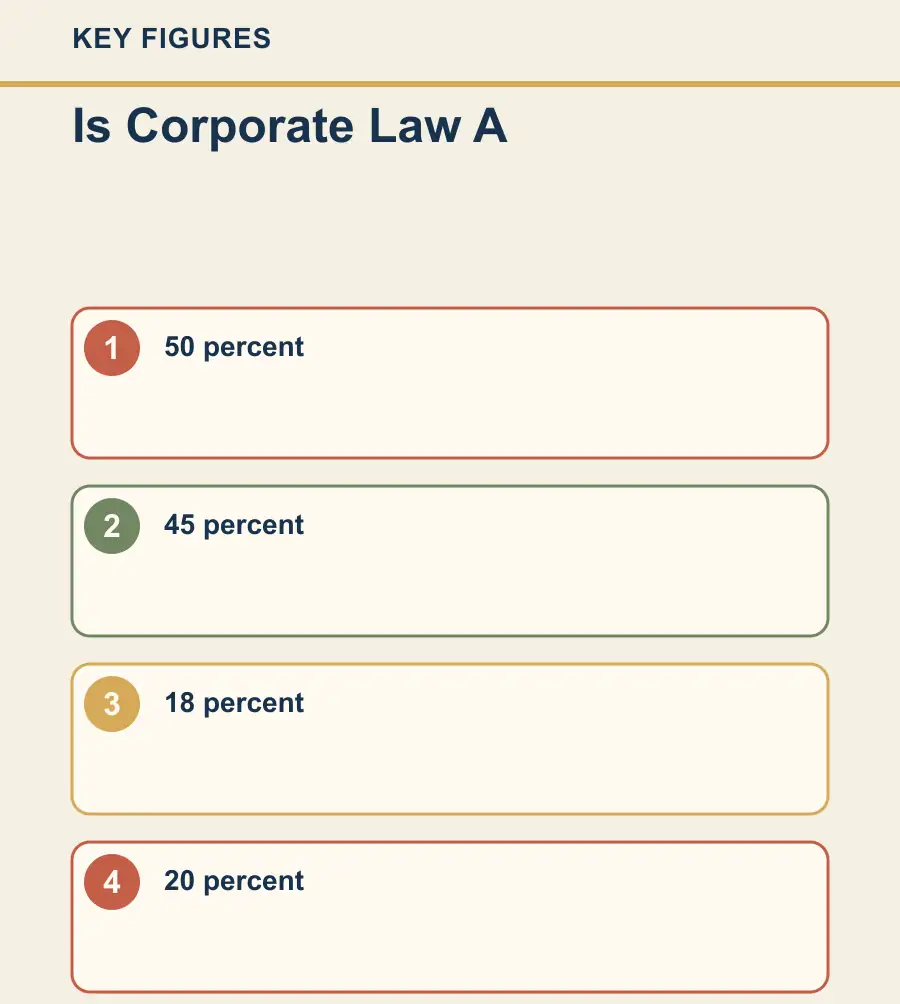 KEY FIGURES
Is Corporate Law A
1 50 percent
2 45 percent
3 18 percent
4 20 percent